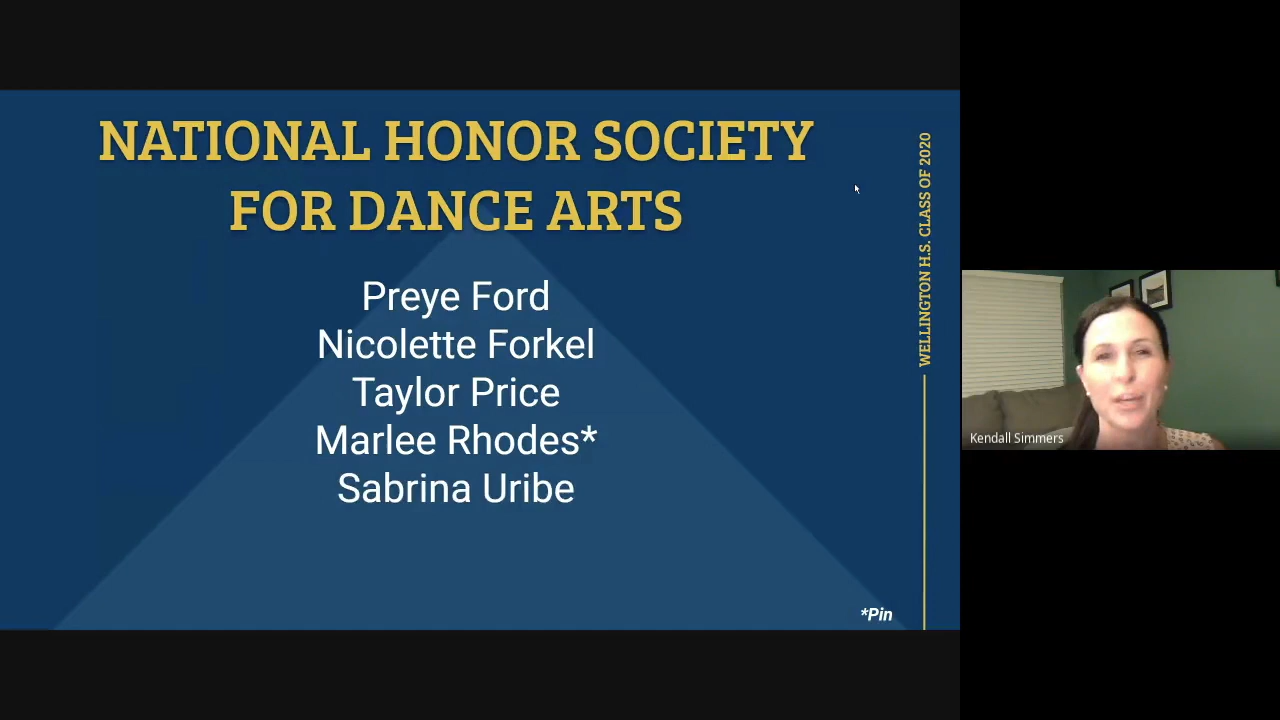 NATIONAL HONOR SOCIETY
FOR DANCE ARTS
Preye Ford
Nicolette Forkel
Taylor Price
Marlee Rhodes*
Sabrina Uribe
*Pin
WELLINGTON H.S. CLASS OF 2020
Kendall Simmers